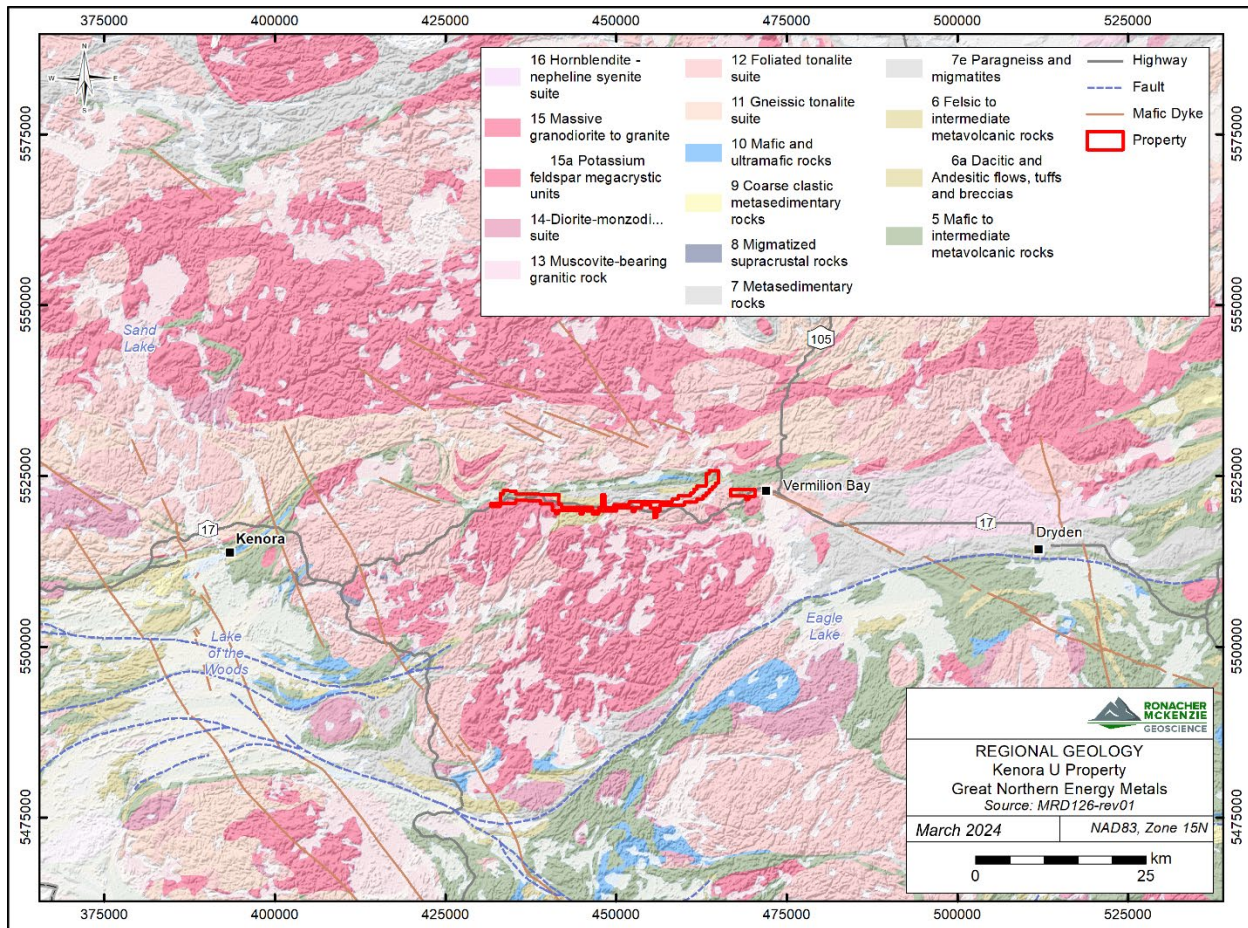 375000 400000 425000 450000 475000 500000 525000
N
W E
S
5575000
5550000
5525000
5500000
5475000
5575000
5550000
5525000
5500000
5475000
16 Hornblendite -
nepheline syenite
suite
15 Massive
granodiorite to granite
15a Potassium
feldspar megacrystic
units
14-Diorite-monzodi...
suite
13 Muscovite-bearing
granitic rock
12 Foliated tonalite
suite
11 Gneissic tonalite
suite
10 Mafic and
ultramafic rocks
9 Coarse clastic
metasedimentary
rocks
8 Migmatized
supracrustal rocks
7 Metasedimentary
rocks
7e Paragneiss and
migmatites
6 Felsic to
intermediate
metavolcanic rocks
6a Dacitic and
Andesitic flows, tuffs
and breccias
5 Mafic to
intermediate
metavolcanic rocks
Highway
Fault
Mafic Dyke
Property
Sand
Lake
105
Vermilion Bay
17
Kenora
17
Dryden
Eagle
Lake
Lake
of the
Woods
RONACHER
MCKENZIE
GEOSCIENCE
REGIONAL GEOLOGY
Kenora U Property
Great Northern Energy Metals
Source: MRD126-rev01
March 2024
NAD83, Zone 15N
km
0 25
375000 400000 425000 450000 475000 500000 525000